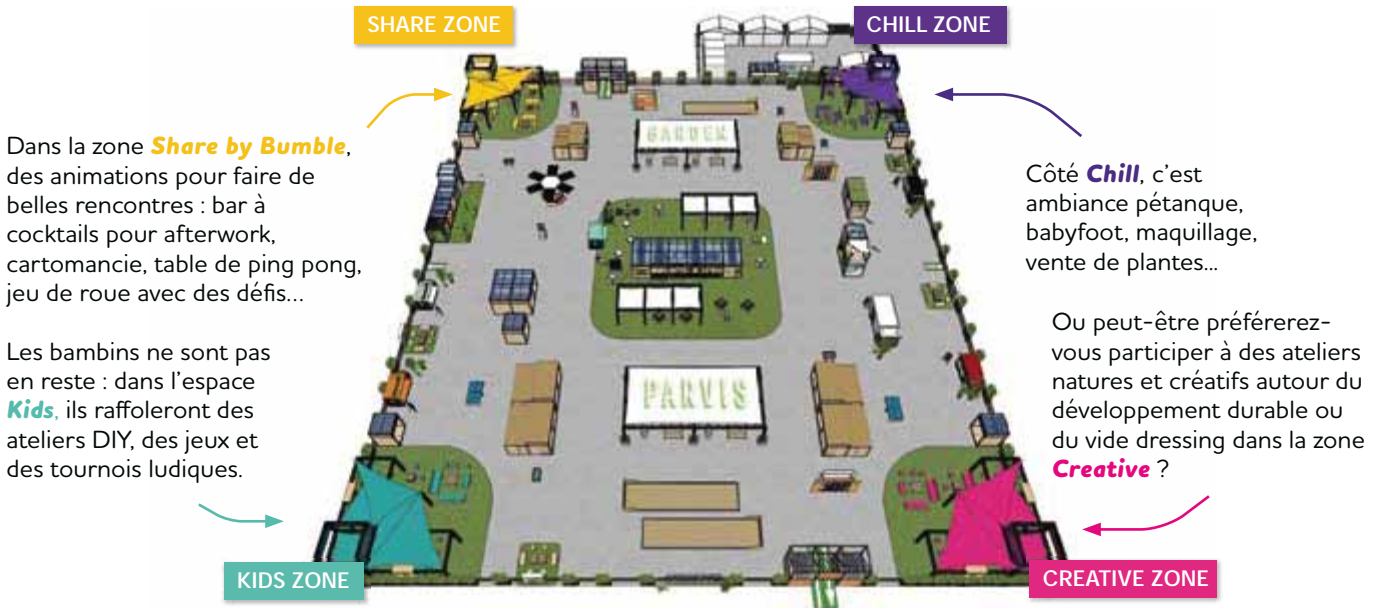 SHARE ZONE
CHILL ZONE
Dans la zone Share by Bumble,
des animations pour faire de
belles rencontres : bar à
cocktails pour afterwork,
cartomancie, table de ping pong,
jeu de roue avec des défis...
Les bambins ne sont pas
en reste : dans l'espace
Kids, ils raffoleront des
ateliers DIY, des jeux et
des tournois ludiques.
GARDEN
PARVIS
Côté Chill, c'est
ambiance pétanque,
babyfoot, maquillage,
vente de plantes...
Ou peut-être préférerez-
vous participer à des ateliers
natures et créatifs autour du
développement durable ou
du vide dressing dans la zone
Creative ?
KIDS ZONE
CREATIVE ZONE